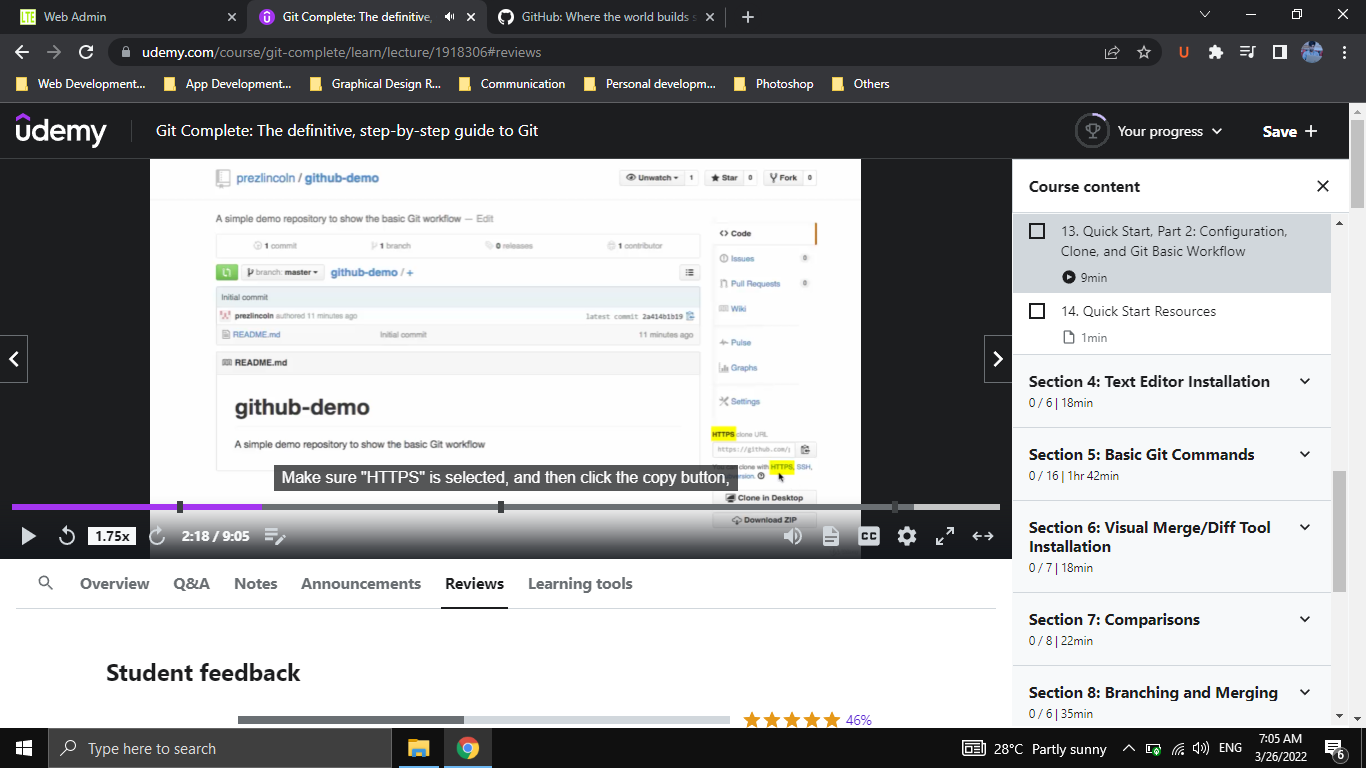 Web Admin
Git Complete: The definitive,
GitHub: Where the world builds s
udemy.com/course/git-complete/learn/lecture/1918306#reviews
Web Development...
App Development...
Graphical Design R...
Communication
Personal developm...
Photoshop
Others
udemy
Git Complete: The definitive, step-by-step guide to Git
Your progress
Save +
prezlincoln / github-demo
Unwatch 1
Star 0
Fork 0
A simple demo repository to show the basic Git workflow — Edit
1 commit
1 branch
0 releases
1 contributor
branch: master
github-demo / +
Initial commit
prezlincoln authored 11 minutes ago
latest commit 2a414b1b19
README.md
Initial commit
11 minutes ago
README.md
github-demo
A simple demo repository to show the basic Git workflow
Code
Issues 0
Pull Requests 0
Wiki
Pulse
Graphs
Settings
HTTPS clone URL
https://github.com/
clone with HTTPS, SSH,
Clone in Desktop
Download ZIP
Make sure "HTTPS" is selected, and then click the copy button,
1.75x
2:18 / 9:05
CC
Course content
13. Quick Start, Part 2: Configuration,
Clone, and Git Basic Workflow
9min
14. Quick Start Resources
1min
Section 4: Text Editor Installation
0 / 6 | 18min
Section 5: Basic Git Commands
0 / 16 | 1hr 42min
Section 6: Visual Merge/Diff Tool
Installation
0 / 7 | 18min
Section 7: Comparisons
0 / 8 | 22min
Section 8: Branching and Merging
0 / 6 | 35min
Overview
Q&A
Notes
Announcements
Reviews
Learning tools
Student feedback
46%
Type here to search
28°C Partly sunny
ENG
7:05 AM
3/26/2022
6